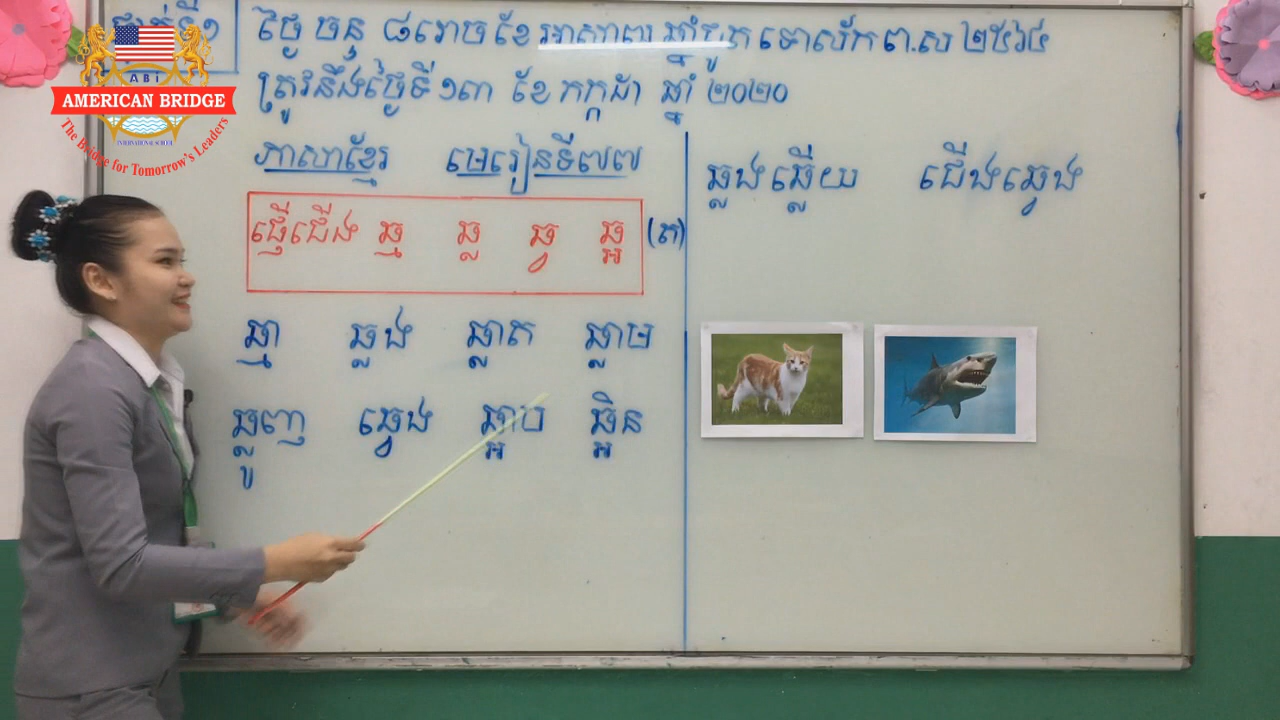 ថ្ងៃ ចន្ទ ៨រោច ខែ អាសាឍ ឆ្នាំជូត ទោស័ក ព.ស ២៥៦៤
ត្រូវនឹងថ្ងៃទី ១៣ ខែ កក្កដា ឆ្នាំ ២០២០
ABi
AMERICAN BRIDGE
INTERNATIONAL SCHOOL
The Bridge for Tomorrow's Leaders
ភាសាខ្មែរ មេរៀនទី៧៧
ផ្ញើជើង ឆ្ម ឆ្ល ឆ្វ ឆ្អ (ត)
ឆ្មា ឆ្លង ឆ្លាត ឆ្លាម
ឆ្លូញ ឆ្វេង ឆ្អាប ឆ្អិន
ឆ្លងឆ្លើយ ជើងឆ្វេង